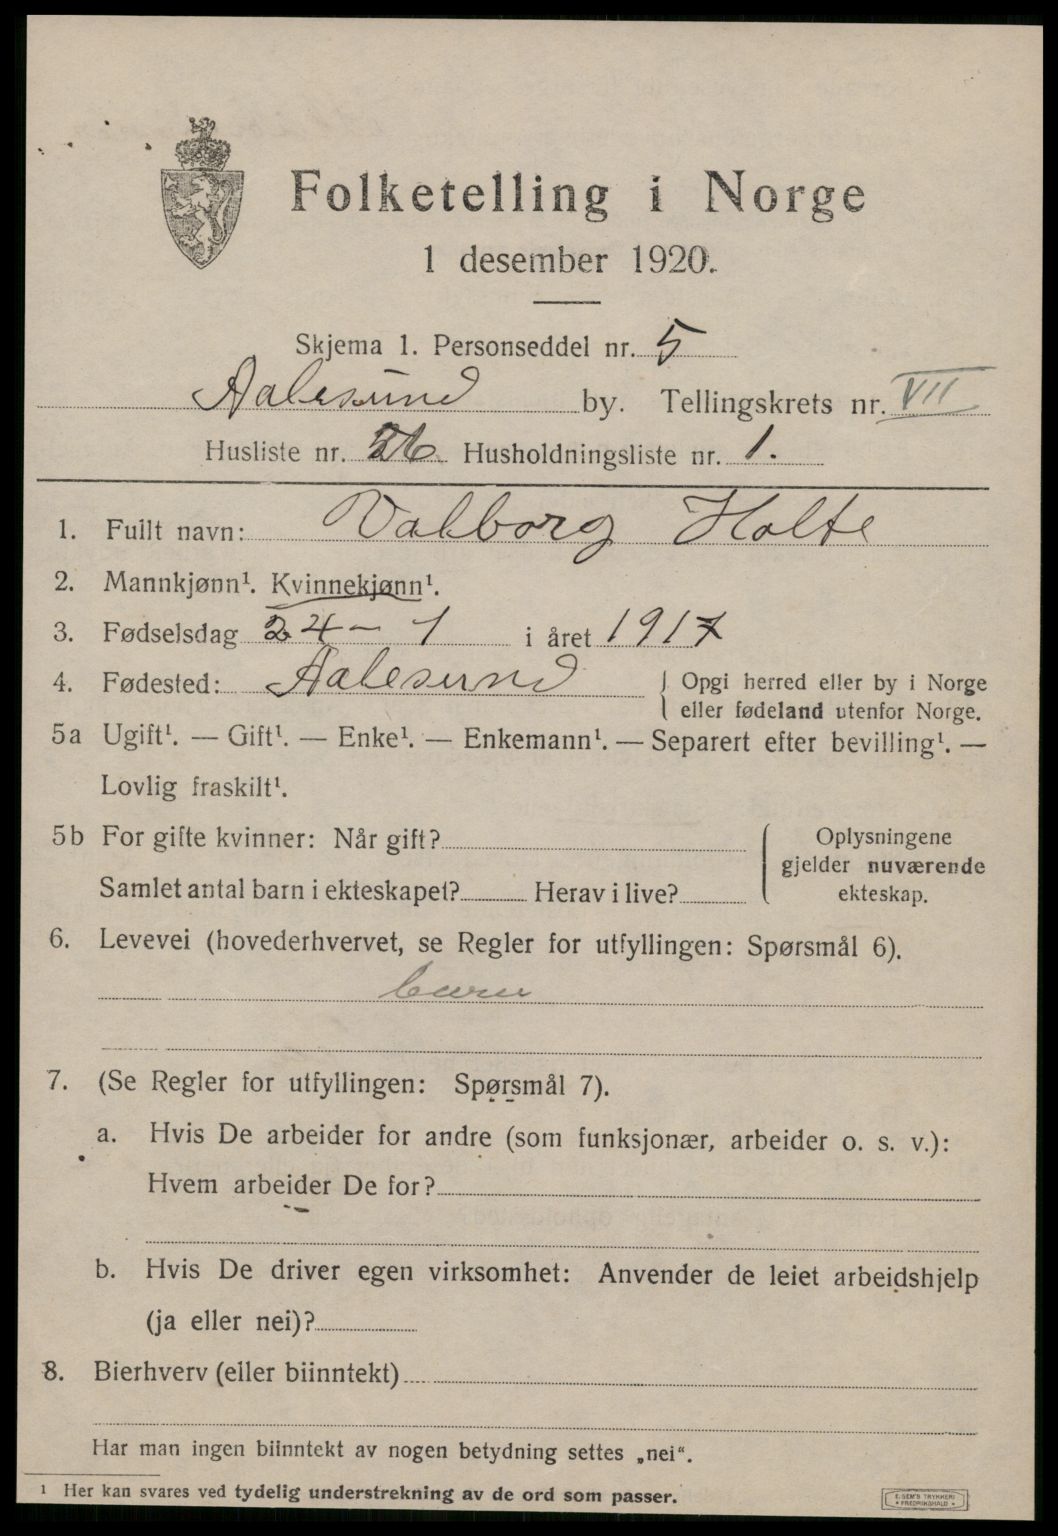 Folketelling i Norge
1 desember 1920.
Skjema 1. Personseddel nr. 5
Aalesund by. Tellingskrets nr. VII
Husliste nr. 26 Husholdningsliste nr. 1.
1. Fullt navn: Valborg Holte
2. Mannkjønn¹. Kvinnekjønn¹.
3. Fødselsdag 24 - 1 i året 1917
4. Fødested: Aalesund { Opgi herred eller by i Norge
eller fødeland utenfor Norge.
5a Ugift¹. — Gift¹. — Enke¹. — Enkemann¹. — Separert efter bevilling¹. —
Lovlig fraskilt¹.
5b For gifte kvinner: Når gift?
Samlet antal barn i ekteskapet? Herav i live?
Oplysningene
gjelder nuværende
ekteskap.
6. Levevei (hovederhvervet, se Regler for utfyllingen: Spørsmål 6).
barn
7. (Se Regler for utfyllingen: Spørsmål 7).
a. Hvis De arbeider for andre (som funksjonær, arbeider o. s. v.):
Hvem arbeider De for?
b. Hvis De driver egen virksomhet: Anvender de leiet arbeidshjelp
(ja eller nei)?
8. Bierhverv (eller biinntekt)
Har man ingen biinntekt av nogen betydning settes „nei“.
¹ Her kan svares ved tydelig understrekning av de ord som passer.
E. SEM'S TRYKKERI
• FREDRIKSHALD •